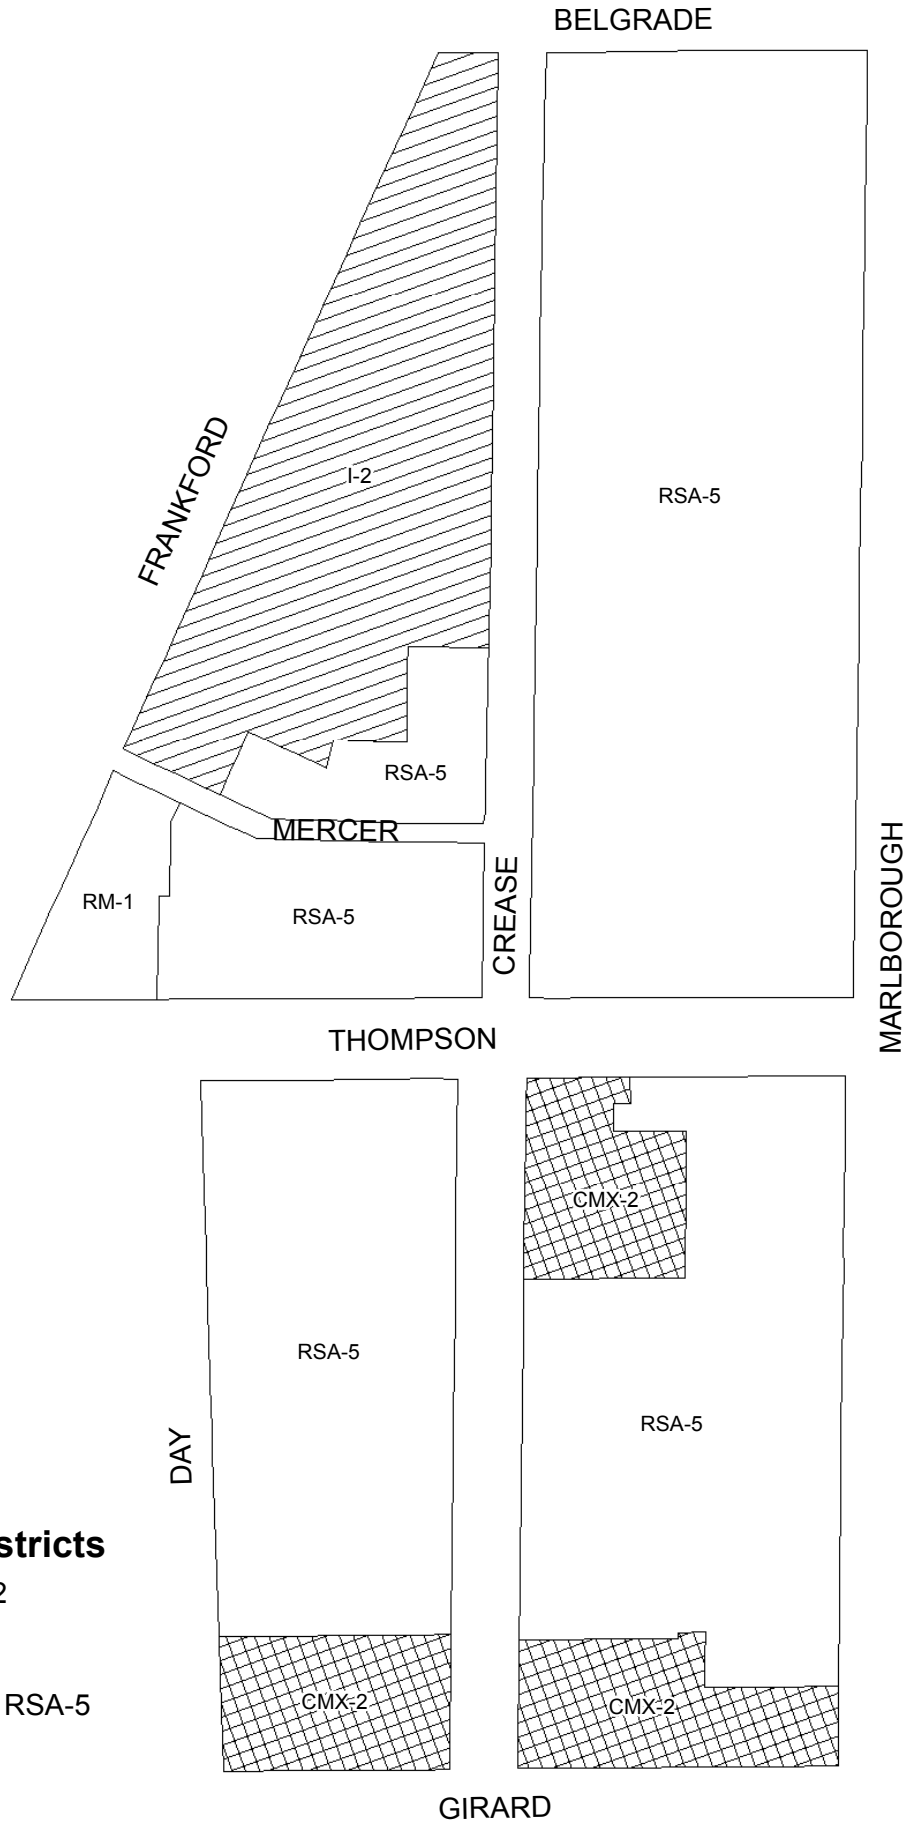 BELGRADE
FRANKFORD
I-2
RSA-5
RSA-5
MERCER
RM-1
RSA-5
CREASE
MARLBOROUGH
THOMPSON
CMX-2
RSA-5
RSA-5
DAY
stricts
2
RSA-5
CMX-2
CMX-2
GIRARD